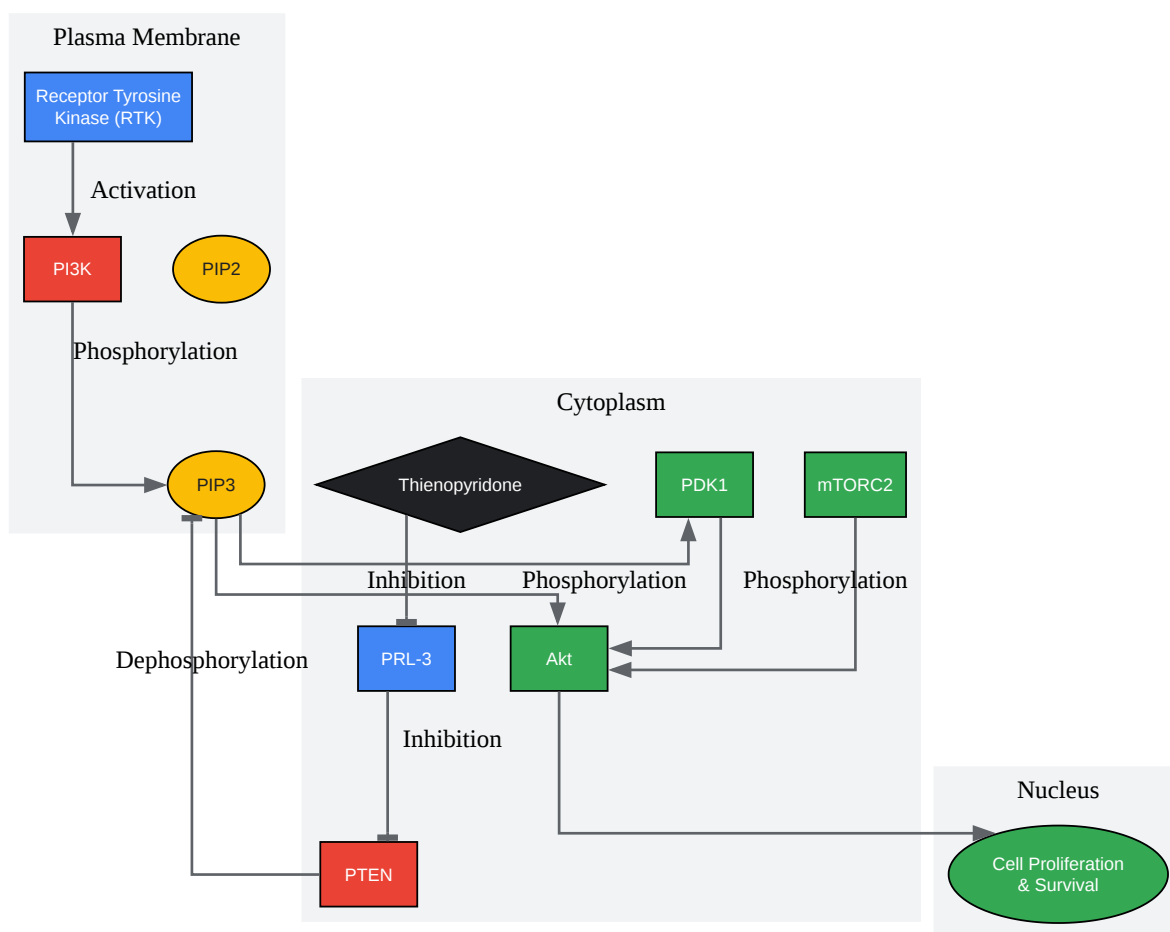 Plasma Membrane
Receptor Tyrosine
Kinase (RTK)
Activation
PI3K
PIP2
Phosphorylation
Cytoplasm
PIP3
Thienopyridone
PDK1
mTORC2
Inhibition
Phosphorylation
Phosphorylation
Dephosphorylation
PRL-3
Akt
Inhibition
Nucleus
PTEN
Cell Proliferation
& Survival